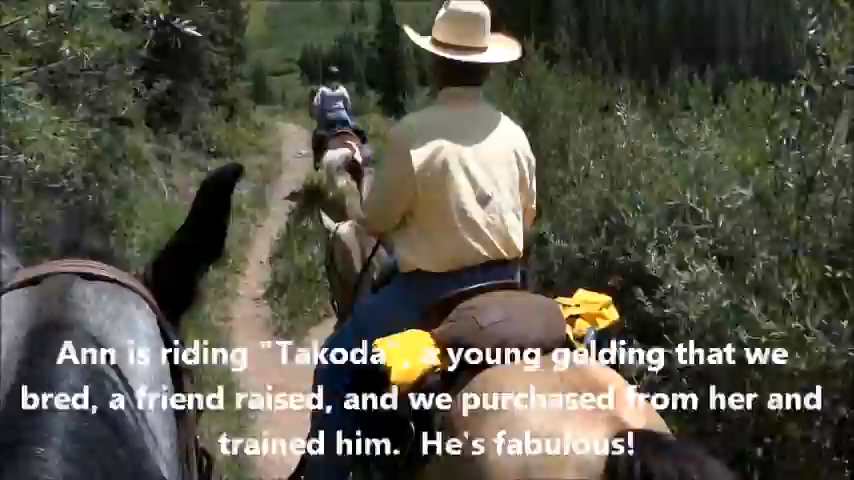 Ann is riding "Takoda", a young gelding that we
bred, a friend raised, and we purchased from her and
trained him.  He's fabulous!